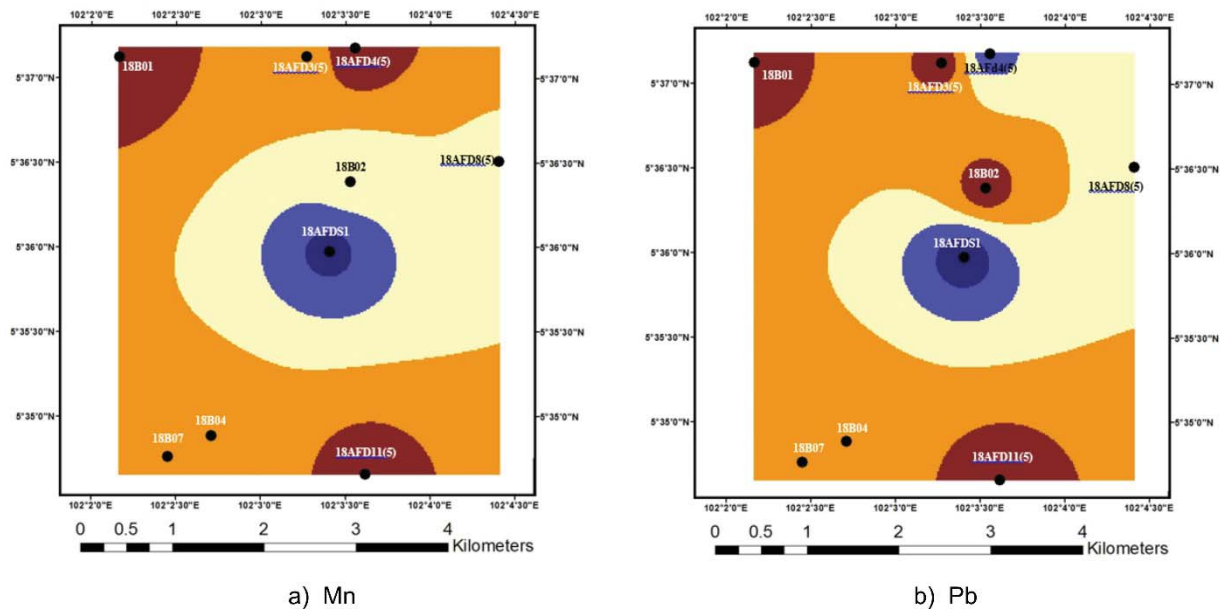 102°2'0"E 102°2'30"E 102°3'0"E 102°3'30"E 102°4'0"E 102°4'30"E
18B01
18AFD3(5)
18AFD4(5)
5°37'0"N 5°37'0"N
18AFD8(5)
5°36'30"N 5°36'30"N
18B02
18AFDS1
5°36'0"N 5°36'0"N
5°35'30"N 5°35'30"N
5°35'0"N 5°35'0"N
18B04
18B07
18AFD11(5)
102°2'0"E 102°2'30"E 102°3'0"E 102°3'30"E 102°4'0"E 102°4'30"E
0 0.5 1 2 3 4
Kilometers
a) Mn
102°2'0"E 102°2'30"E 102°3'0"E 102°3'30"E 102°4'0"E 102°4'30"E
18B01
18AFD3(5)
18AFd4(5)
5°37'0"N 5°37'0"N
5°36'30"N 5°36'30"N
18B02
18AFD8(5)
18AFDS1
5°36'0"N 5°36'0"N
5°35'30"N 5°35'30"N
5°35'0"N 5°35'0"N
18B04
18B07
18AFD11(5)
102°2'0"E 102°2'30"E 102°3'0"E 102°3'30"E 102°4'0"E 102°4'30"E
0 0.5 1 2 3 4
Kilometers
b) Pb